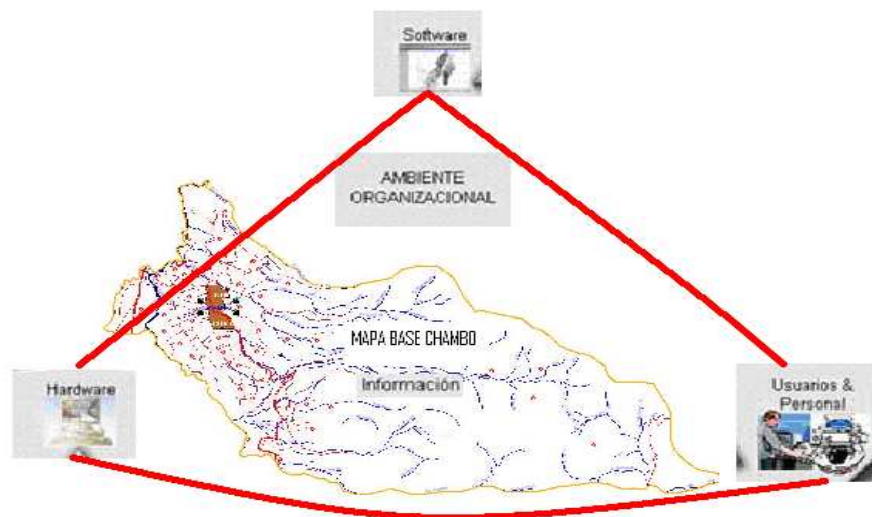 Software
AMBIENTE
ORGANIZACIONAL
MAPA BASE CHAMBO
Información
Hardware
Usuarios &
Personal